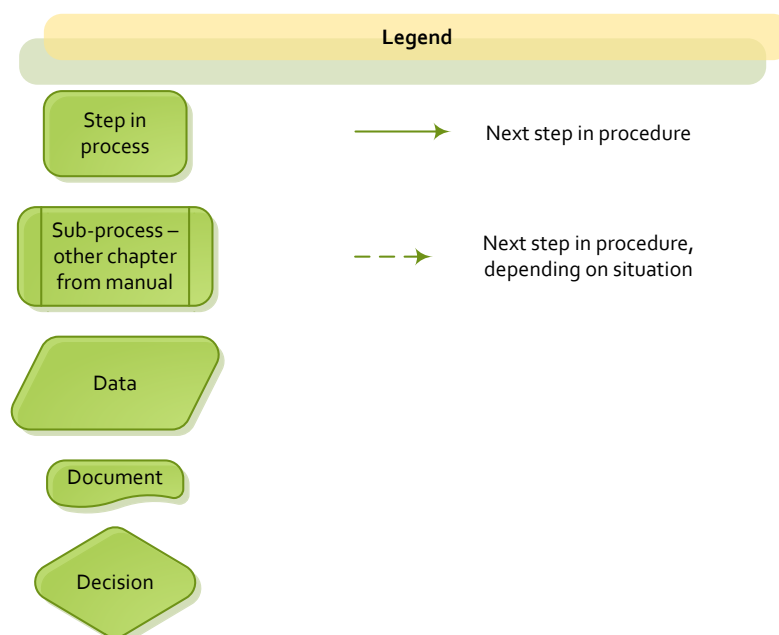 Legend
Step in
process
Next step in procedure
Sub-process –
other chapter
from manual
Next step in procedure,
depending on situation
Data
Document
Decision